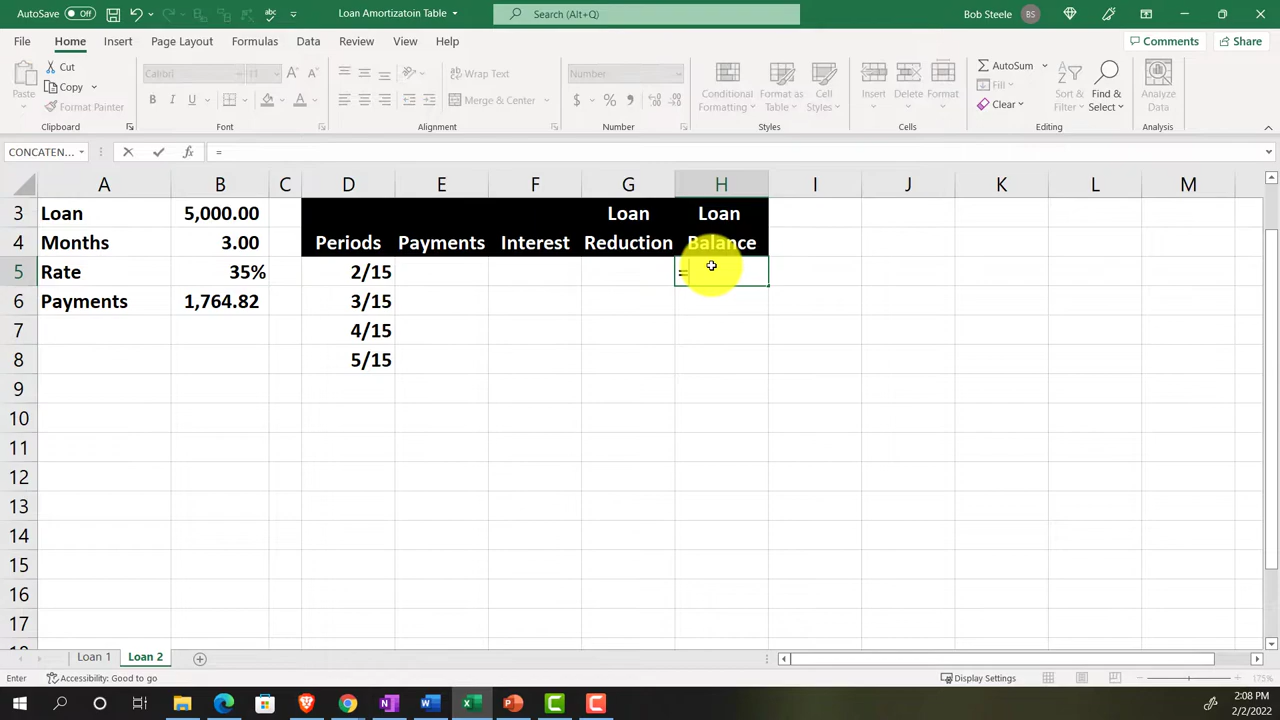 AutoSave Off
Loan Amortizatoin Table
Search (Alt+Q)
Bob Steele BS
File Home Insert Page Layout Formulas Data Review View Help
Comments Share
Paste
Cut
Copy
Format Painter
Clipboard
Calibri 11
B I U
Font
Wrap Text
Merge & Center
Alignment
Number
$ % ,
Number
Conditional Formatting
Format as Table
Cell Styles
Styles
Insert Delete Format
Cells
AutoSum
Fill
Clear
Sort & Filter
Find & Select
Editing
Analyze Data
Analysis
CONCATEN... fx =
A B C D E F G H I J K L M
3 Loan 5,000.00 Loan Loan
4 Months 3.00 Periods Payments Interest Reduction Balance
5 Rate 35% 2/15 =
6 Payments 1,764.82 3/15
7 4/15
8 5/15
9
10
11
12
13
14
15
16
17
Loan 1 Loan 2
Enter Accessibility: Good to go Display Settings 175%
2:08 PM
2/2/2022